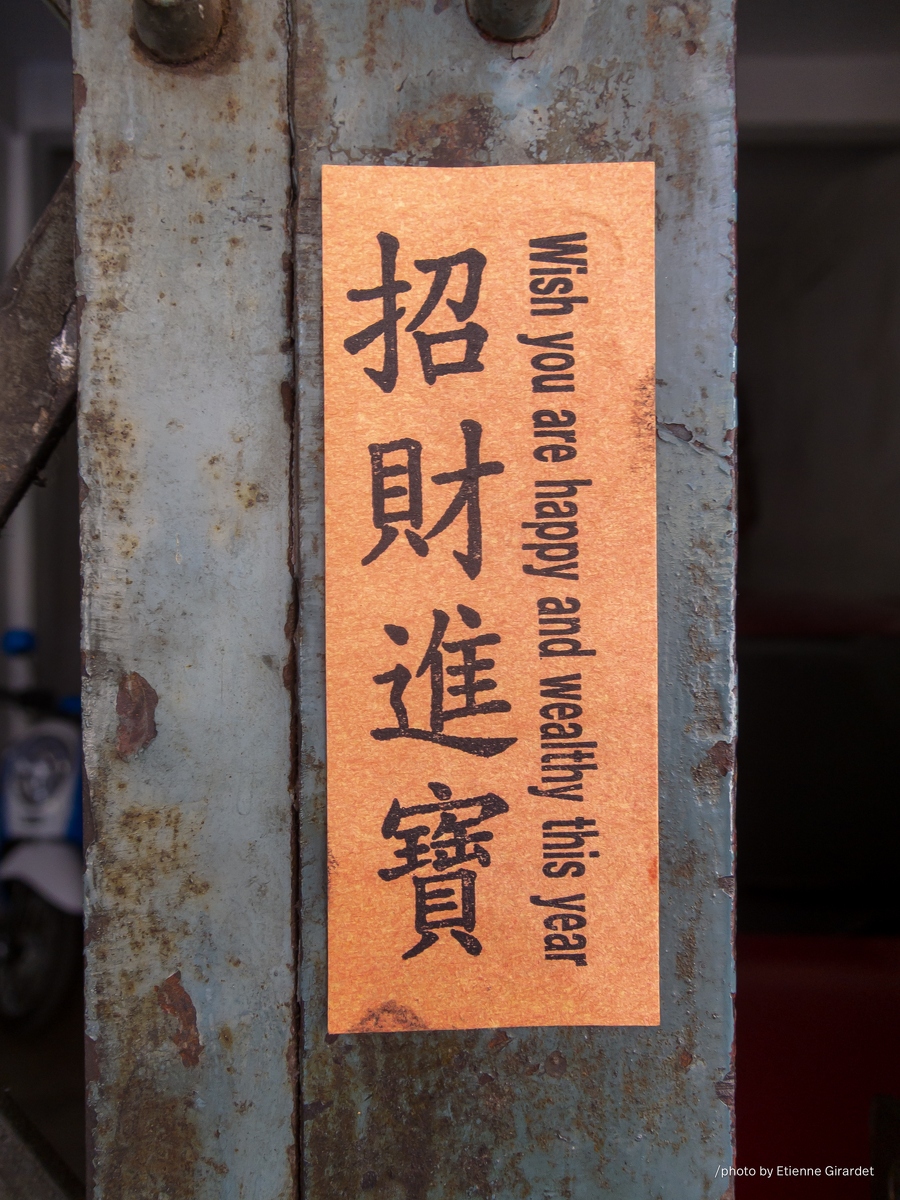 招財進寶
Wish you are happy and wealthy this year
/photo by Etienne Girardet